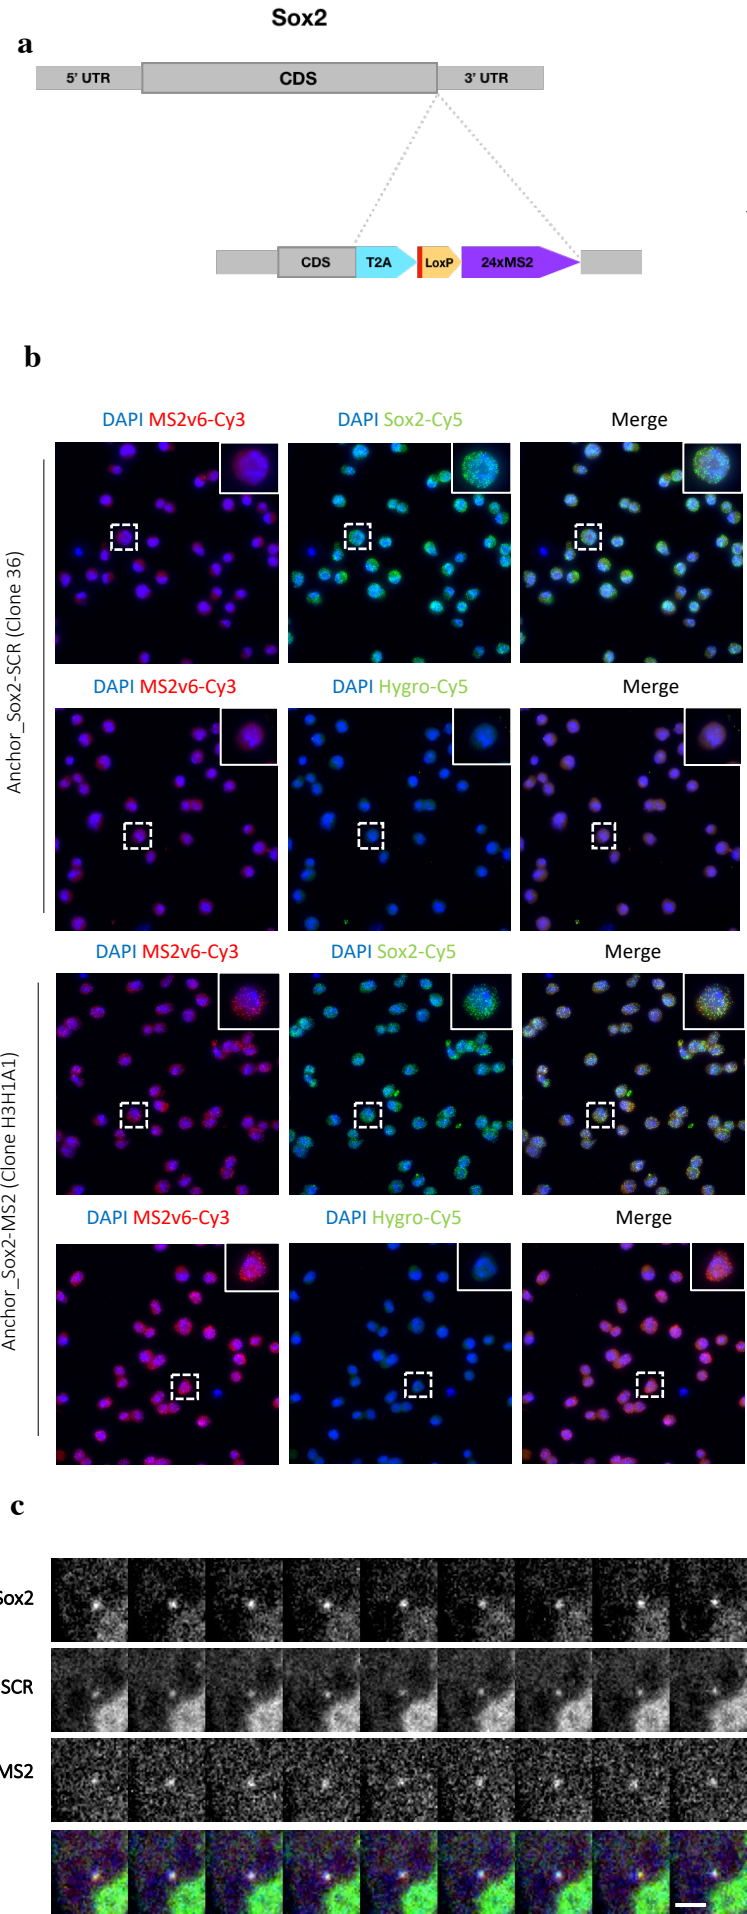 Sox2
a
5' UTR CDS 3' UTR
CDS T2A LoxP 24xMS2
b
DAPI MS2v6-Cy3 DAPI Sox2-Cy5 Merge
Anchor_Sox2-SCR (Clone 36)
DAPI MS2v6-Cy3 DAPI Hygro-Cy5 Merge
DAPI MS2v6-Cy3 DAPI Sox2-Cy5 Merge
Anchor_Sox2-MS2 (Clone H3H1A1)
DAPI MS2v6-Cy3 DAPI Hygro-Cy5 Merge
c
Sox2
SCR
MS2